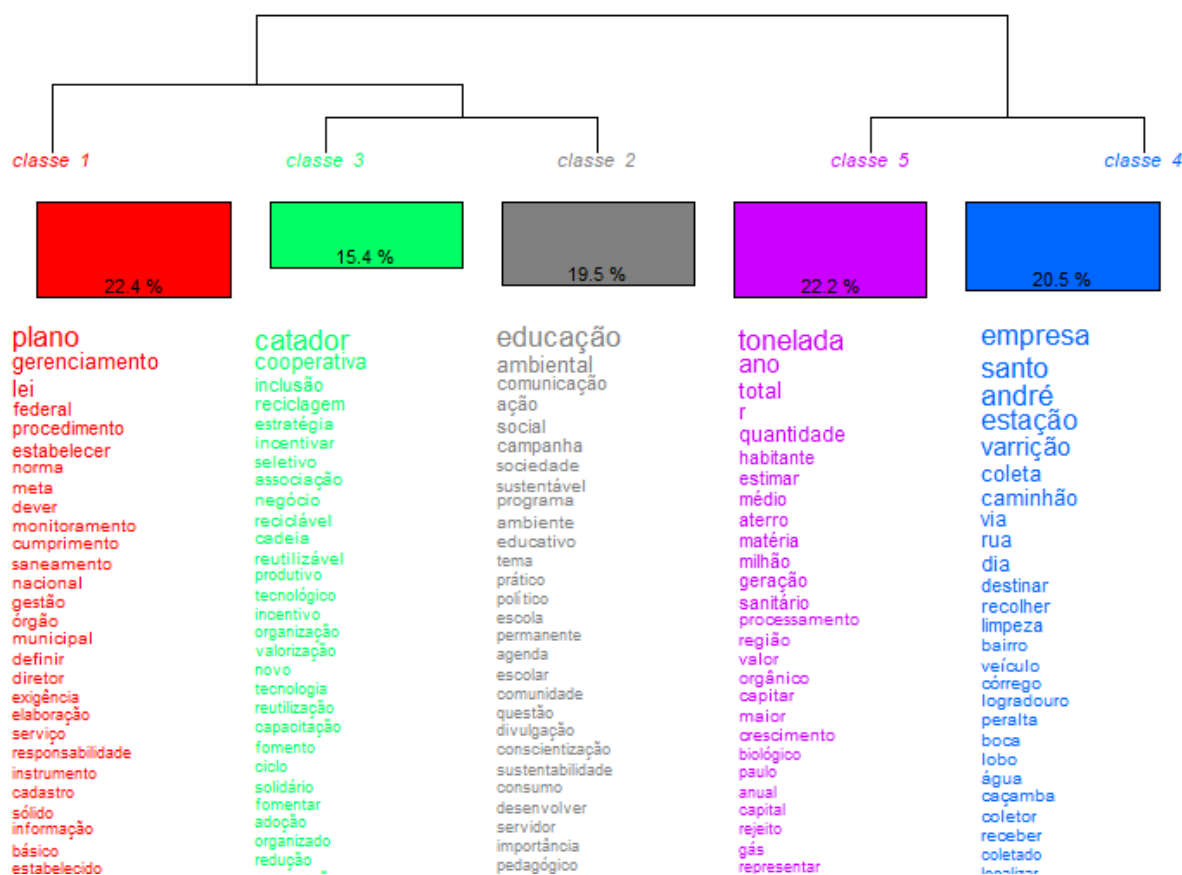 classe 1
classe 3
classe 2
classe 5
classe 4
22.4 %
15.4 %
19.5 %
22.2 %
20.5 %
plano
gerenciamento
lei
federal
procedimento
estabelecer
norma
meta
dever
monitoramento
cumprimento
saneamento
nacional
gestão
órgão
municipal
definir
diretor
exigência
elaboração
serviço
responsabilidade
instrumento
cadastro
sólido
informação
básico
estabelecido
catador
cooperativa
inclusão
reciclagem
estratégia
incentivar
seletivo
associação
negócio
reciclável
cadeia
reutilizável
produtivo
tecnológico
incentivo
organização
valorização
novo
tecnologia
reutilização
capacitação
fomento
ciclo
solidário
fomentar
adoção
organizado
redução
educação
ambiental
comunicação
ação
social
campanha
sociedade
sustentável
programa
ambiente
educativo
tema
prático
político
escola
permanente
agenda
escolar
comunidade
questão
divulgação
conscientização
sustentabilidade
consumo
desenvolver
servidor
importância
pedagógico
tonelada
ano
total
r
quantidade
habitante
estimar
médio
aterro
matéria
milhão
geração
sanitário
processamento
região
valor
orgânico
capitar
maior
crescimento
biológico
paulo
anual
capital
rejeito
gás
representar
empresa
santo
andré
estação
varrição
coleta
caminhão
via
rua
dia
destinar
recolher
limpeza
bairro
veículo
córrego
logradouro
peralta
boca
lobo
água
caçamba
coletor
receber
coletado